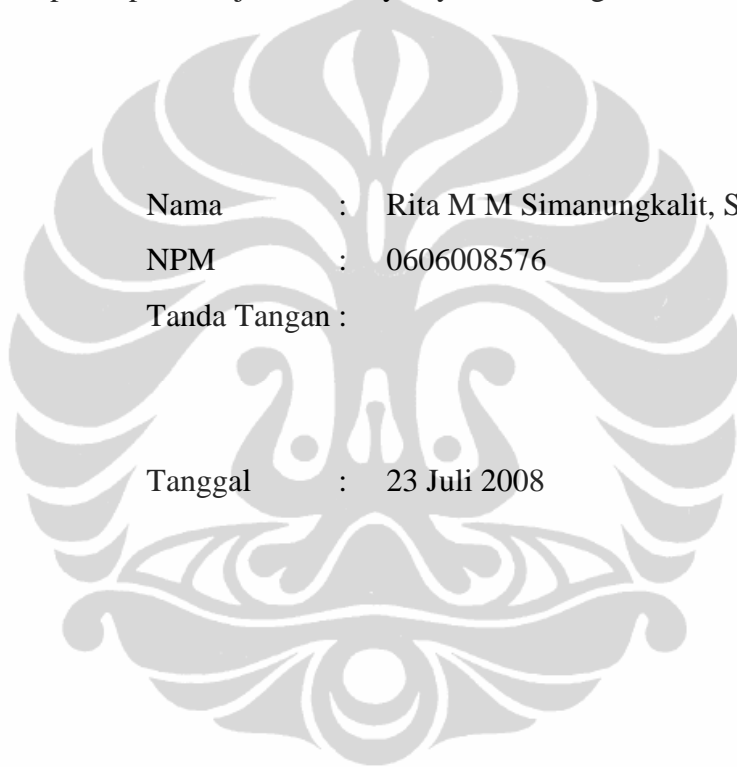 Nama : Rita M M Simanungkalit, S
NPM : 0606008576
Tanda Tangan :
Tanggal : 23 Juli 2008